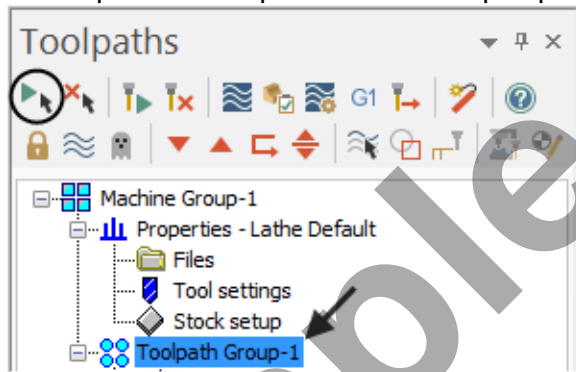 Toolpaths
G1
Machine Group-1
Properties - Lathe Default
Files
Tool settings
Stock setup
Toolpath Group-1